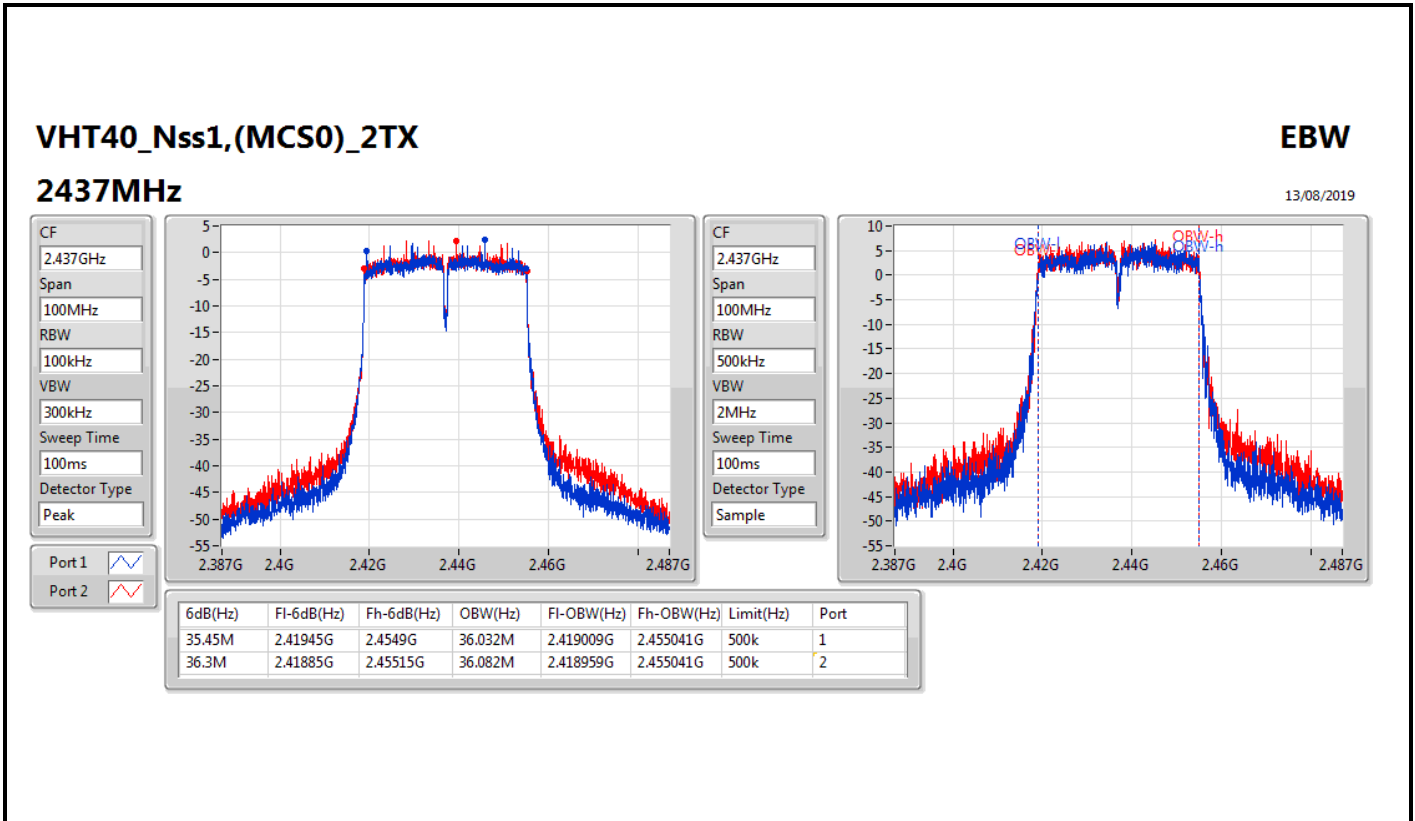 VHT40_Nss1,(MCS0)_2TX
EBW
2437MHz
13/08/2019
CF
2.437GHz
Span
100MHz
RBW
100kHz
VBW
300kHz
Sweep Time
100ms
Detector Type
Peak
Port 1
Port 2
5
0
-5
-10
-15
-20
-25
-30
-35
-40
-45
-50
-55
2.387G 2.4G 2.42G 2.44G 2.46G 2.487G
CF
2.437GHz
Span
100MHz
RBW
500kHz
VBW
2MHz
Sweep Time
100ms
Detector Type
Sample
10
5
0
-5
-10
-15
-20
-25
-30
-35
-40
-45
-50
-55
OBW-l
OBW-h
OBW-h
2.387G 2.4G 2.42G 2.44G 2.46G 2.487G
6dB(Hz) Fl-6dB(Hz) Fh-6dB(Hz) OBW(Hz) Fl-OBW(Hz) Fh-OBW(Hz) Limit(Hz) Port
35.45M 2.41945G 2.4549G 36.032M 2.419009G 2.455041G 500k 1
36.3M 2.41885G 2.45515G 36.082M 2.418959G 2.455041G 500k 2